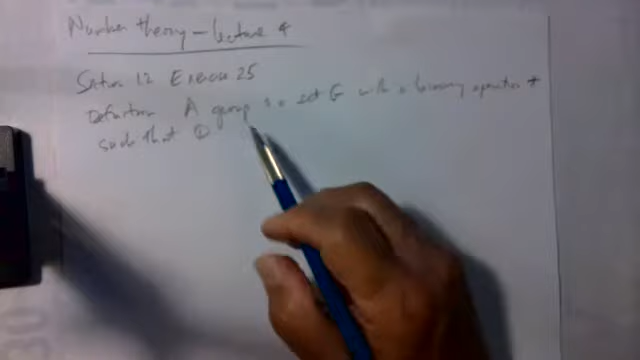 Number theory - lecture 4
Section 12 Exercise 25
Definition A group is a set G with a binary operation +
such that ①